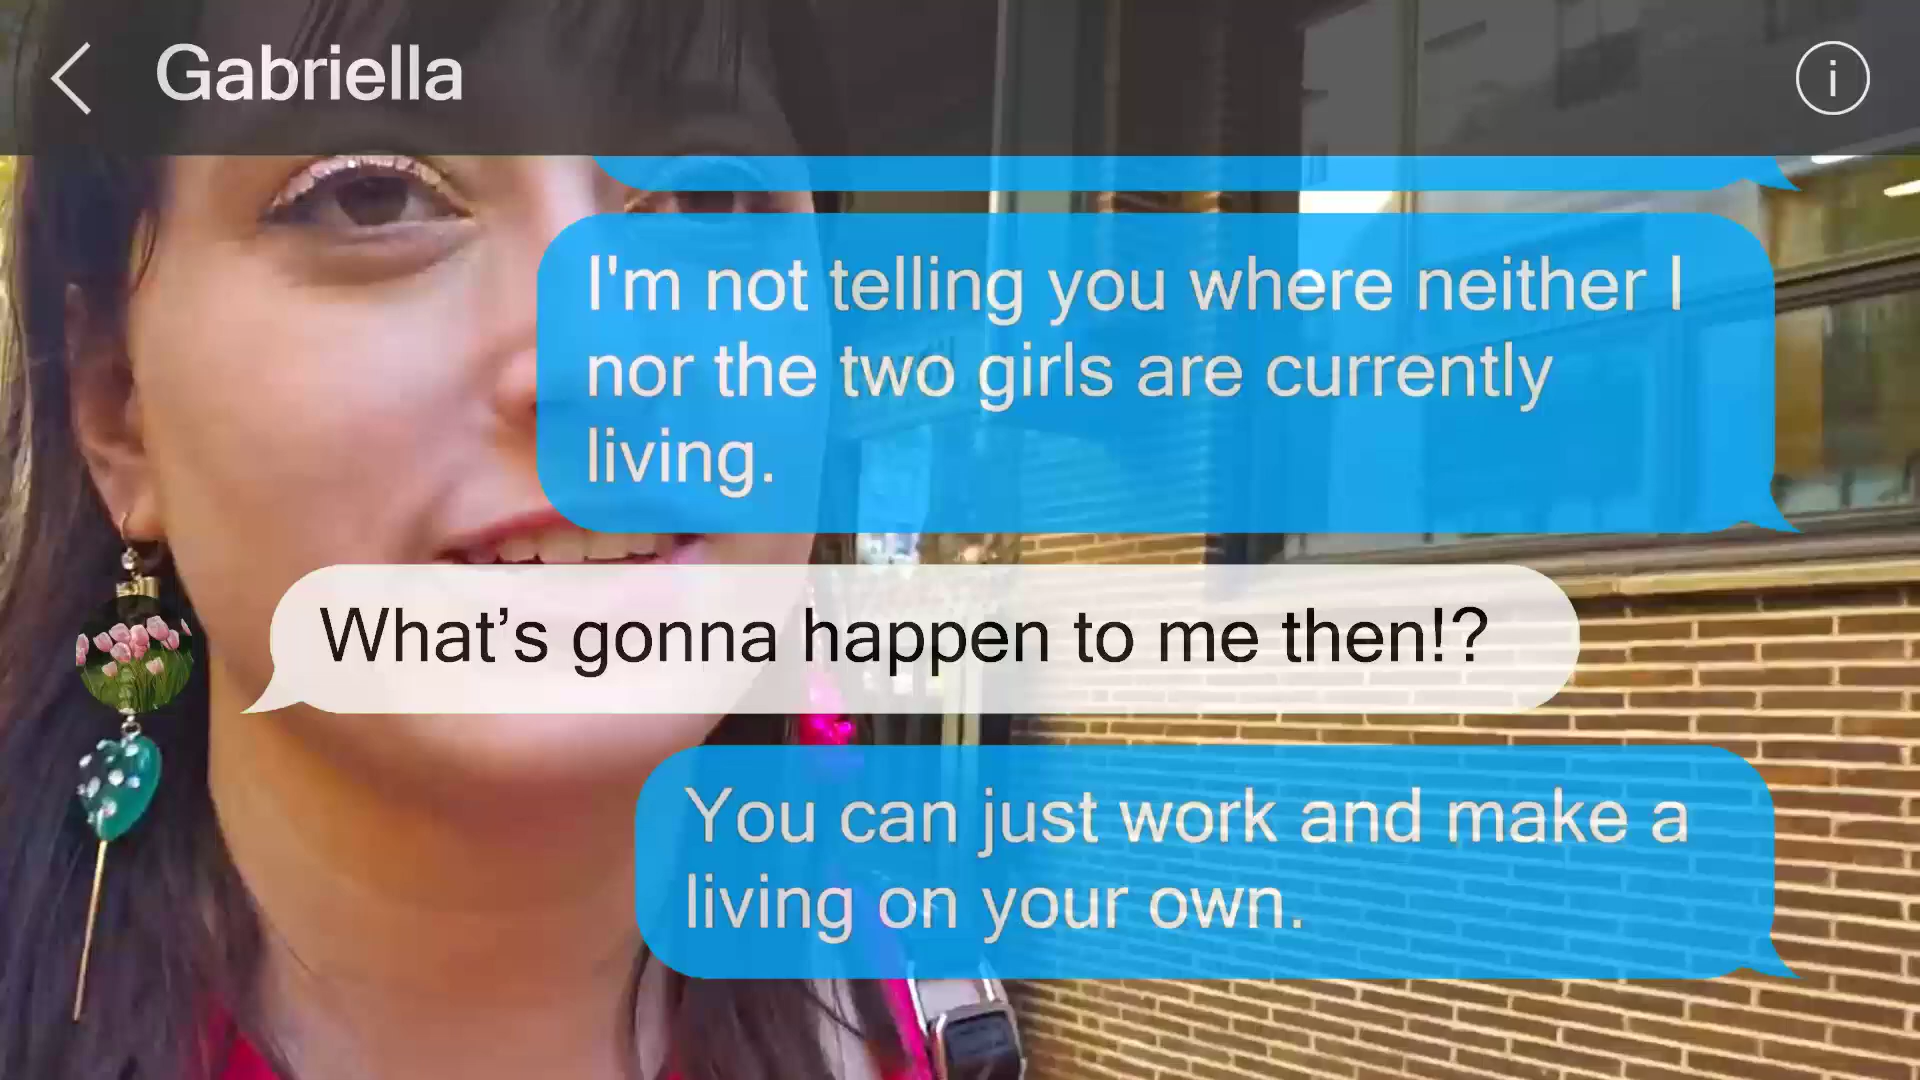 Gabriella
I'm not telling you where neither I
nor the two girls are currently
living.
What’s gonna happen to me then!?
You can just work and make a
living on your own.